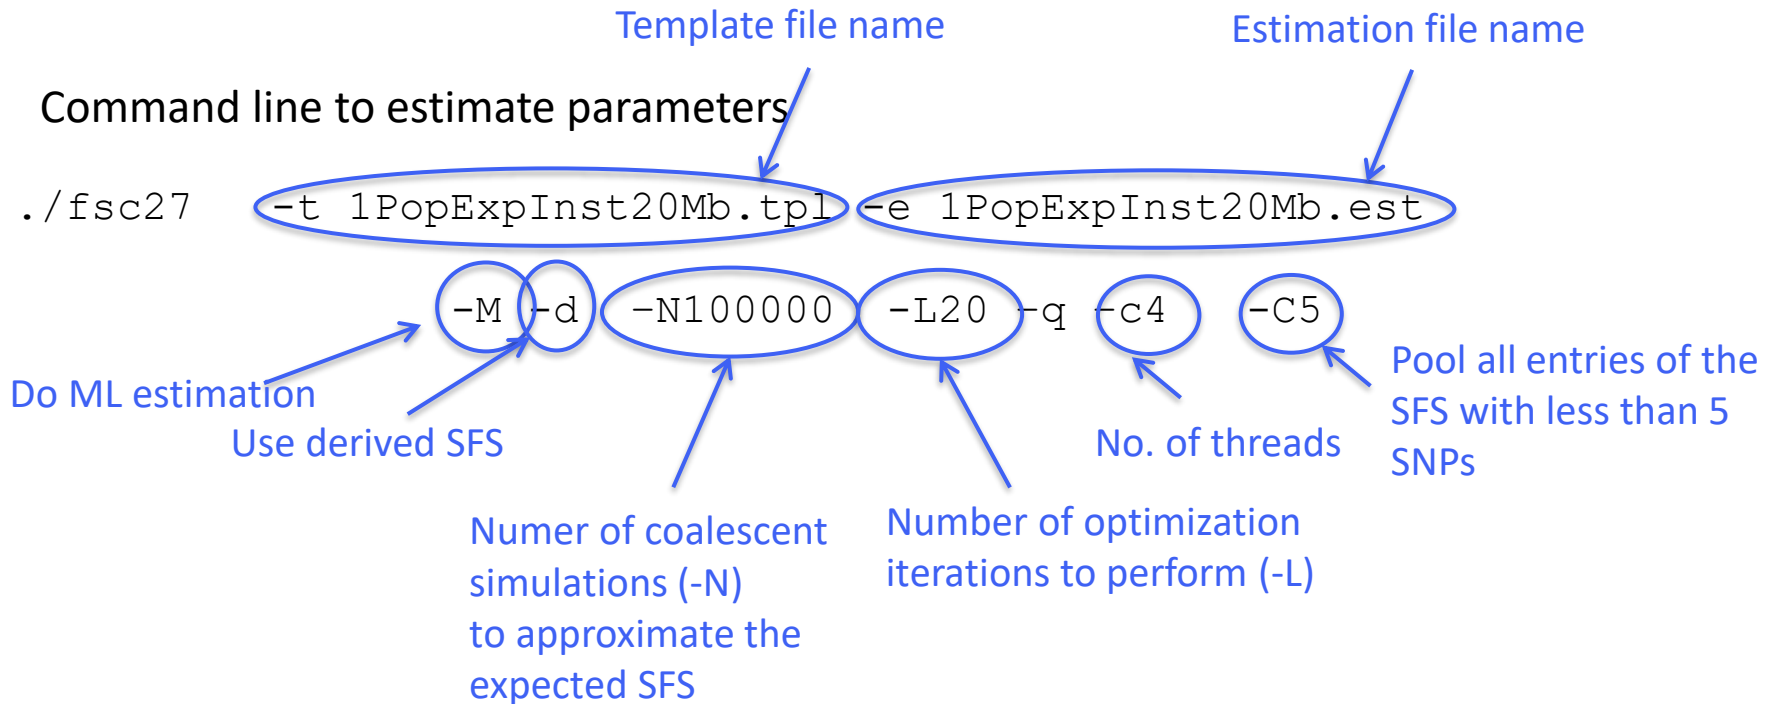 Template file name
Estimation file name
Command line to estimate parameters
./fsc27 -t 1PopExpInst20Mb.tpl -e 1PopExpInst20Mb.est
-M -d -N100000 -L20 -q -c4 -C5
Do ML estimation
Use derived SFS
Numer of coalescent
simulations (-N)
to approximate the
expected SFS
Number of optimization
iterations to perform (-L)
No. of threads
Pool all entries of the
SFS with less than 5
SNPs